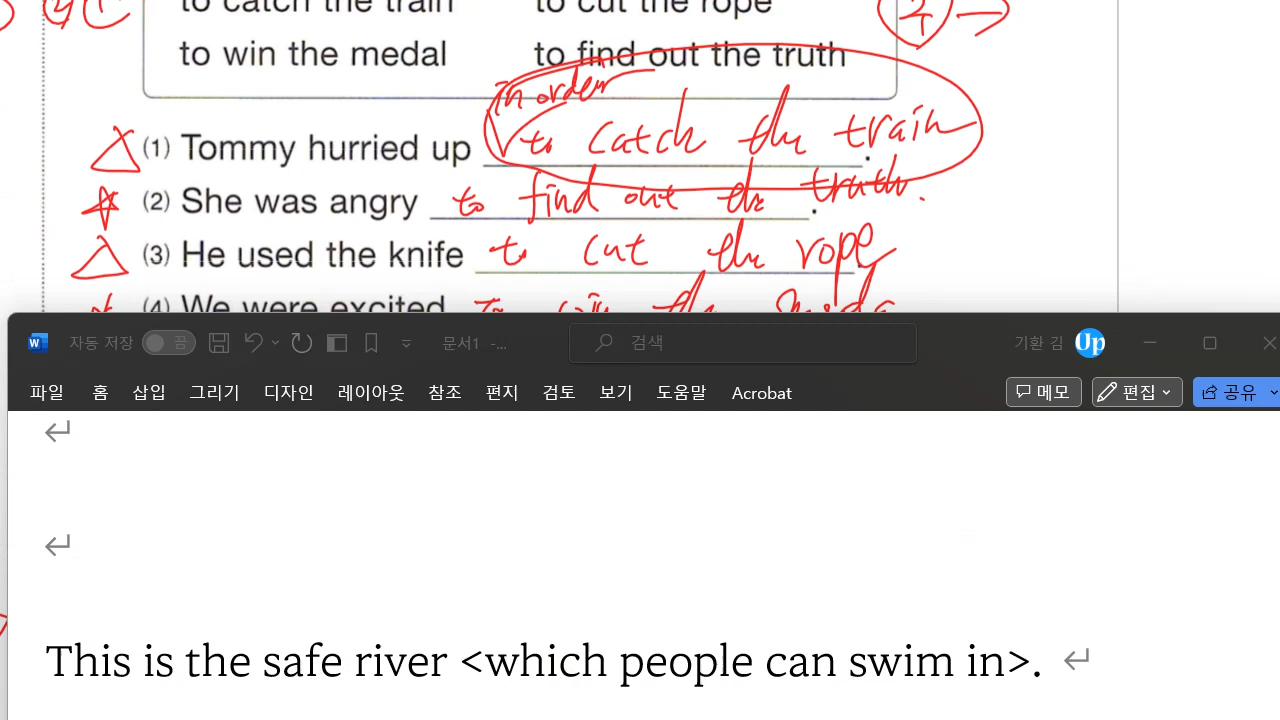 to catch the train to cut the rope
to win the medal to find out the truth
in order
(1) Tommy hurried up to catch the train.
(2) She was angry to find out the truth.
(3) He used the knife to cut the rope
(4) We were excited to win the
자동 저장 끔 문서1 -... 검색 기환 김 Up
파일 홈 삽입 그리기 디자인 레이아웃 참조 편지 검토 보기 도움말 Acrobat 메모 편집 공유
This is the safe river <which people can swim in>.